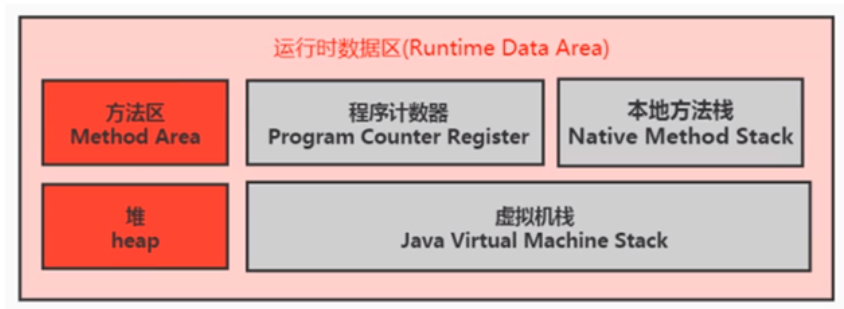 运行时数据区(Runtime Data Area)
方法区
Method Area
程序计数器
Program Counter Register
本地方法栈
Native Method Stack
堆
heap
虚拟机栈
Java Virtual Machine Stack